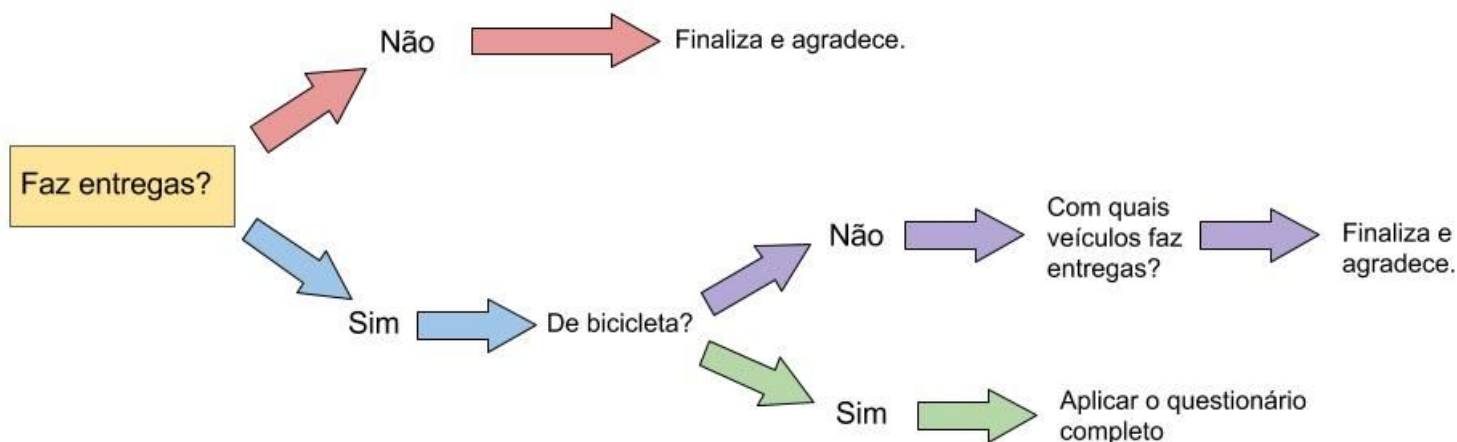 Não
Finaliza e agradece.
Faz entregas?
Sim
De bicicleta?
Não
Com quais
veículos faz
entregas?
Finaliza e
agradece.
Sim
Aplicar o questionário
completo